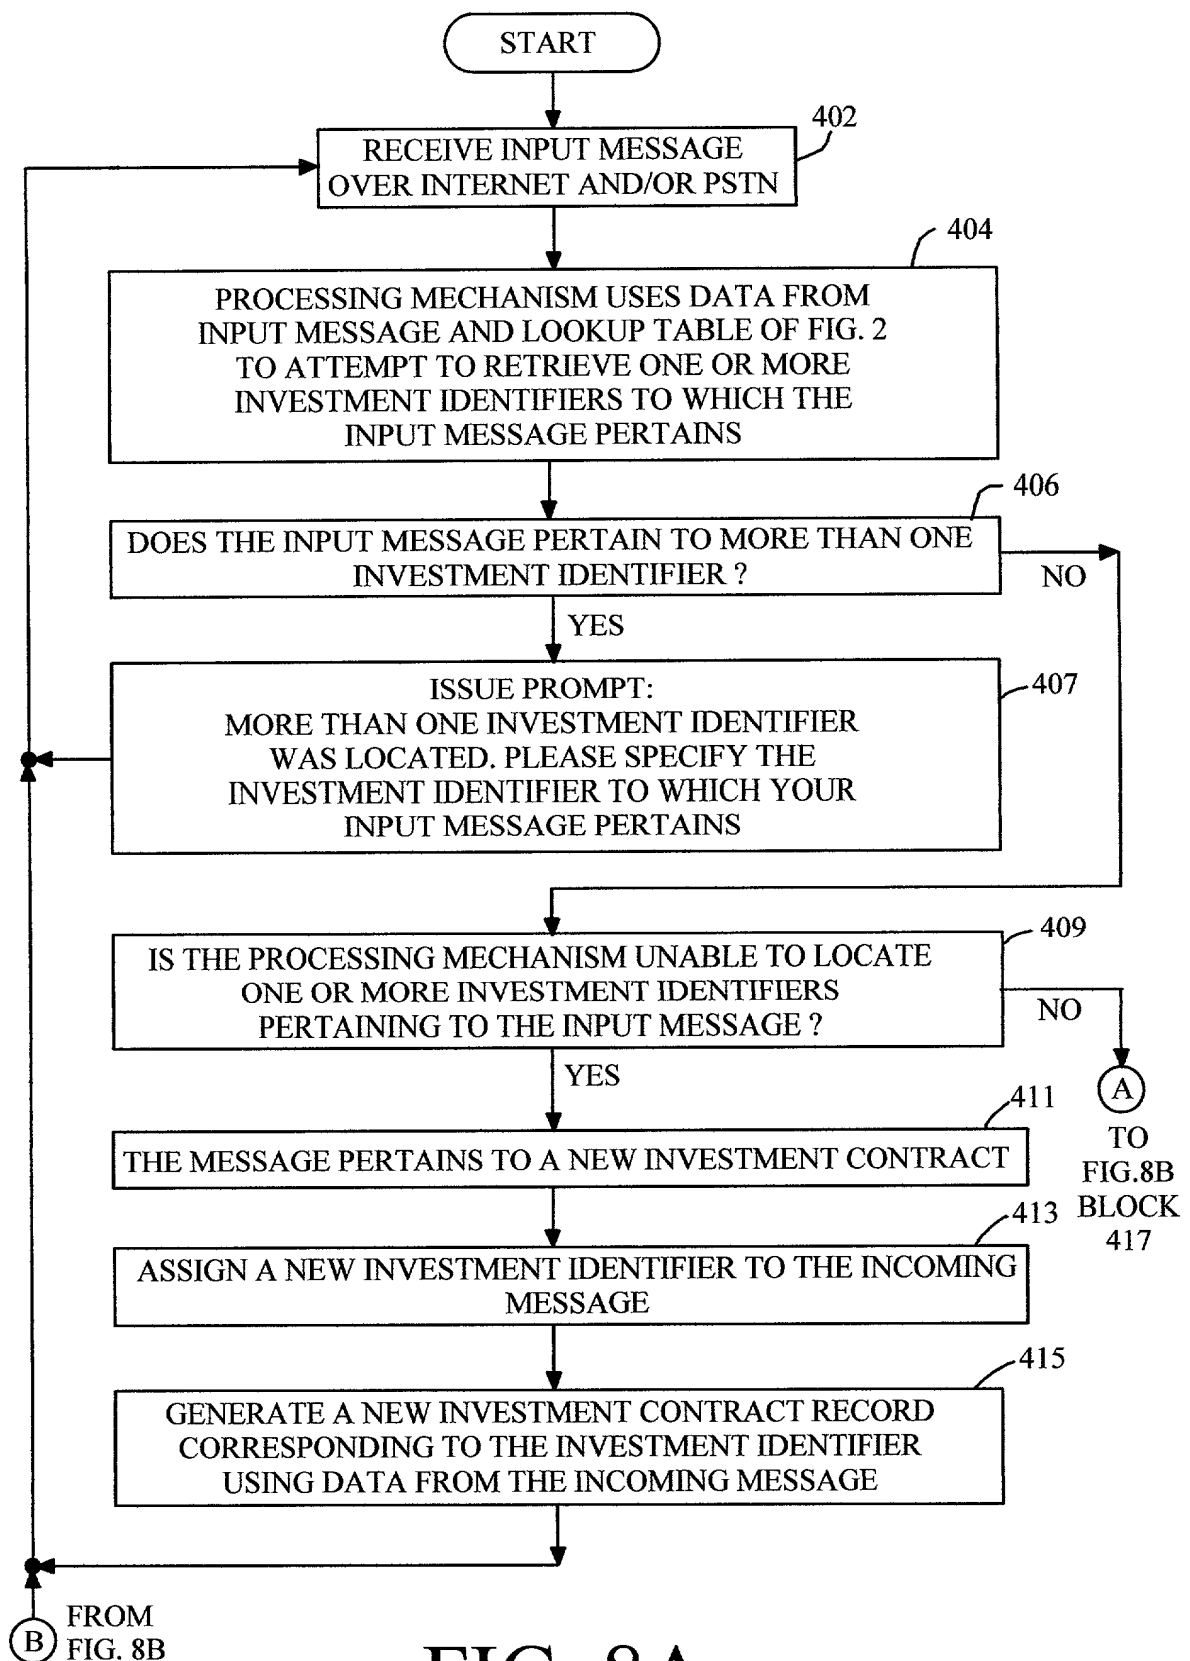 START
402
RECEIVE INPUT MESSAGE
OVER INTERNET AND/OR PSTN
404
PROCESSING MECHANISM USES DATA FROM
INPUT MESSAGE AND LOOKUP TABLE OF FIG. 2
TO ATTEMPT TO RETRIEVE ONE OR MORE
INVESTMENT IDENTIFIERS TO WHICH THE
INPUT MESSAGE PERTAINS
406
DOES THE INPUT MESSAGE PERTAIN TO MORE THAN ONE
INVESTMENT IDENTIFIER ?
NO
YES
407
ISSUE PROMPT:
MORE THAN ONE INVESTMENT IDENTIFIER
WAS LOCATED. PLEASE SPECIFY THE
INVESTMENT IDENTIFIER TO WHICH YOUR
INPUT MESSAGE PERTAINS
409
IS THE PROCESSING MECHANISM UNABLE TO LOCATE
ONE OR MORE INVESTMENT IDENTIFIERS
PERTAINING TO THE INPUT MESSAGE ?
NO
YES
A
TO
FIG.8B
BLOCK
417
411
THE MESSAGE PERTAINS TO A NEW INVESTMENT CONTRACT
413
ASSIGN A NEW INVESTMENT IDENTIFIER TO THE INCOMING
MESSAGE
415
GENERATE A NEW INVESTMENT CONTRACT RECORD
CORRESPONDING TO THE INVESTMENT IDENTIFIER
USING DATA FROM THE INCOMING MESSAGE
B
FROM
FIG. 8B
FIG. 8A